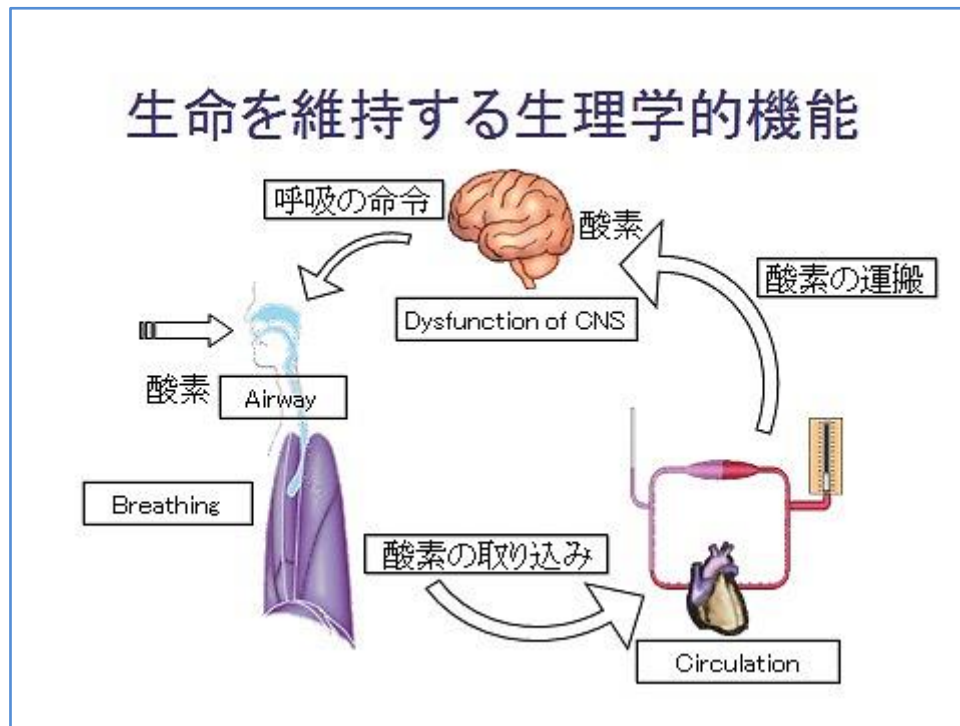 生命を維持する生理学的機能
呼吸の命令
酸素
酸素の運搬
Dysfunction of CNS
酸素
Airway
Breathing
酸素の取り込み
Circulation